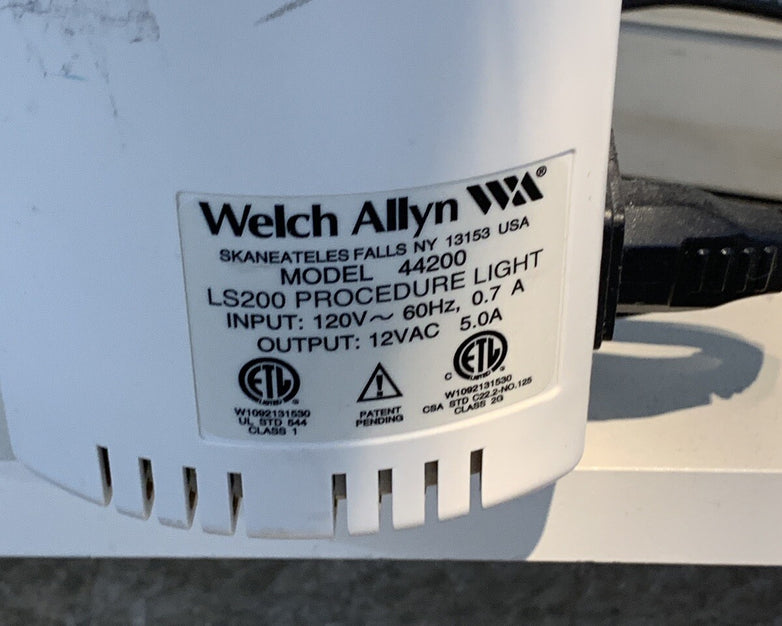 Welch Allyn WA®
SKANEATELES FALLS NY 13153 USA
MODEL 44200
LS200 PROCEDURE LIGHT
INPUT: 120V～ 60Hz, 0.7 A
OUTPUT: 12VAC 5.0A
ETL
W1092131530
UL STD 544
CLASS 1
PATENT
PENDING
C ETL
W1092131530
CSA STD C22.2-NO.125
CLASS 2G